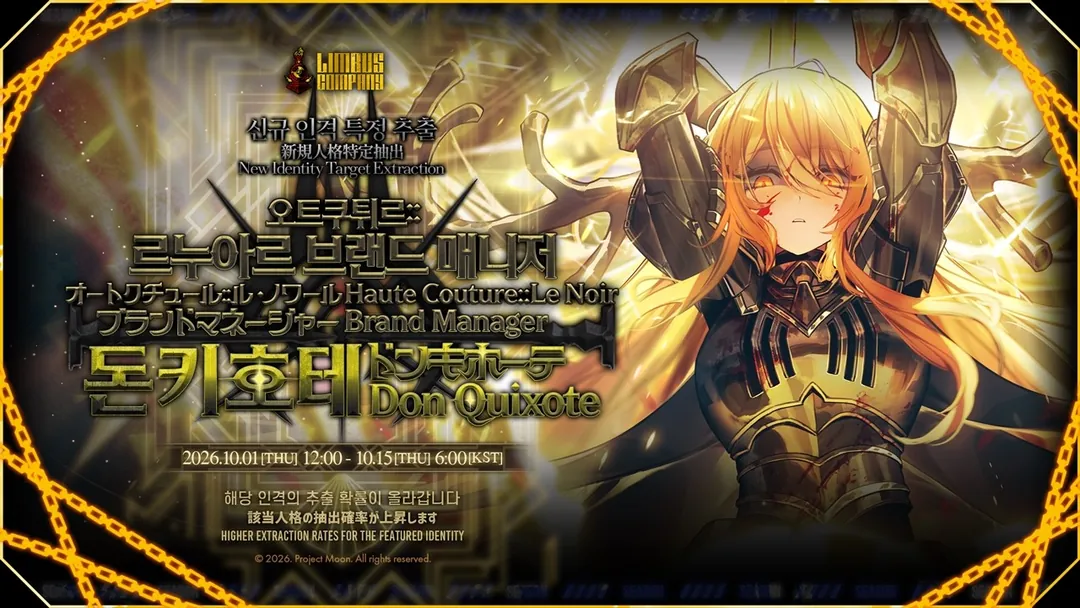 LIMBUS
COMPANY
신규 인격 특정 추출
新規人格特定抽出
New Identity Target Extraction
오트쿠튀르::
르누아르 브랜드 매니저
オートクチュール::ル・ノワール Haute Couture::Le Noir
ブランドマネージャー Brand Manager
돈키호테 ドンキホーテ
Don Quixote
2026.10.01[THU] 12:00 - 10.15[THU] 6:00[KST]
해당 인격의 추출 확률이 올라갑니다
該当人格の抽出確率が上昇します
HIGHER EXTRACTION RATES FOR THE FEATURED IDENTITY
© 2026. Project Moon. All rights reserved.